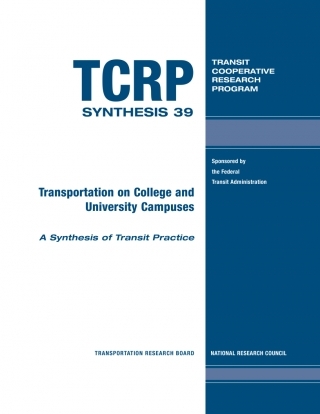 TCRP
SYNTHESIS 39
TRANSIT
COOPERATIVE
RESEARCH
PROGRAM
Sponsored by
the Federal
Transit Administration
Transportation on College and
University Campuses
A Synthesis of Transit Practice
TRANSPORTATION RESEARCH BOARD
NATIONAL RESEARCH COUNCIL